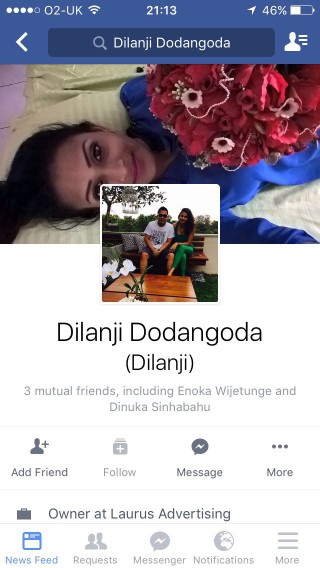 O2-UK 21:13 46%
Dilanji Dodangoda
Dilanji Dodangoda
(Dilanji)
3 mutual friends, including Enoka Wijetunge and
Dinuka Sinhabahu
Add Friend Follow Message More
Owner at Laurus Advertising
News Feed Requests Messenger Notifications More